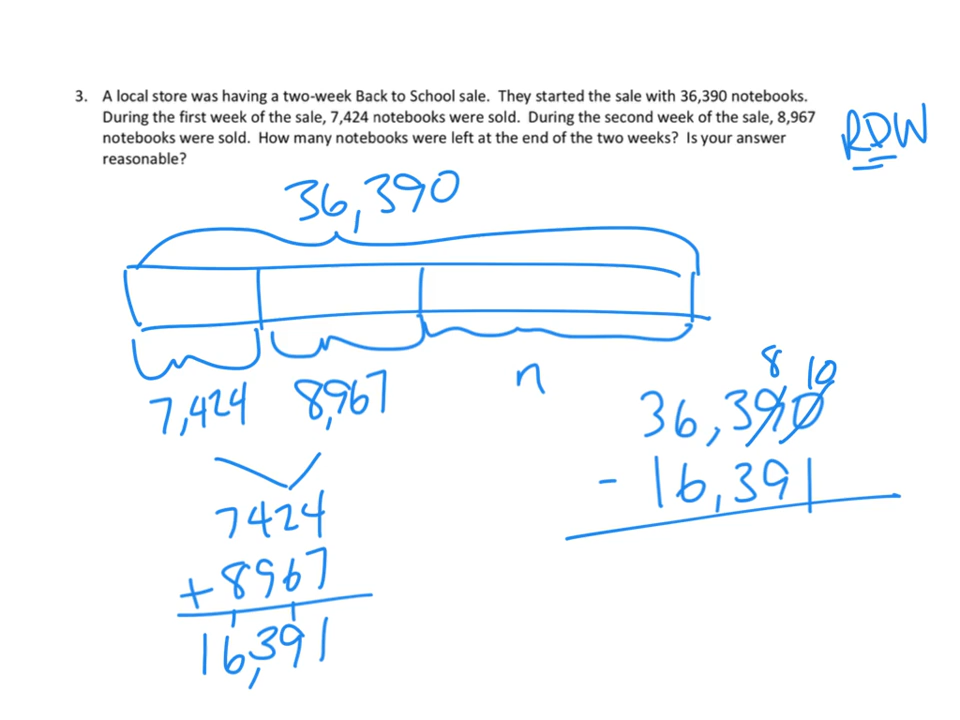 3. A local store was having a two-week Back to School sale. They started the sale with 36,390 notebooks.
During the first week of the sale, 7,424 notebooks were sold. During the second week of the sale, 8,967
notebooks were sold. How many notebooks were left at the end of the two weeks? Is your answer
reasonable?
RDW
36,390
7,424 8,967 n
7424
+8967
16,391
8 10
36,390
- 16,391